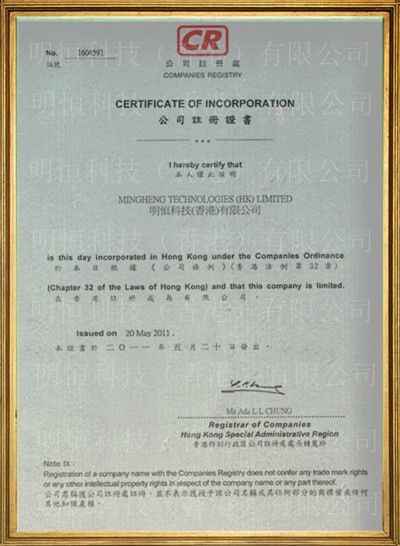 CR
No. 1604591
編號
公司註冊處
COMPANIES REGISTRY
CERTIFICATE OF INCORPORATION
公司註冊證書
I hereby certify that
本人謹此證明
MINGHENG TECHNOLOGIES (HK) LIMITED
明恒科技(香港)有限公司
is this day incorporated in Hong Kong under the Companies Ordinance
於本日根據《公司條例》(香港法例第32章)
(Chapter 32 of the Laws of Hong Kong) and that this company is limited.
在香港註冊成為有限公司。
Issued on 20 May 2011.
本證書於二〇一一年五月二十日發出。
Ms Ada L L CHUNG
Registrar of Companies
Hong Kong Special Administrative Region
香港特別行政區公司註冊處處長鍾麗玲
Note 註:
Registration of a company name with the Companies Registry does not confer any trade mark rights
or any other intellectual property rights in respect of the company name or any part thereof.
公司名稱獲公司註冊處註冊,並不表示獲授予該公司名稱或其任何部分的商標權或任何
其他知識產權。